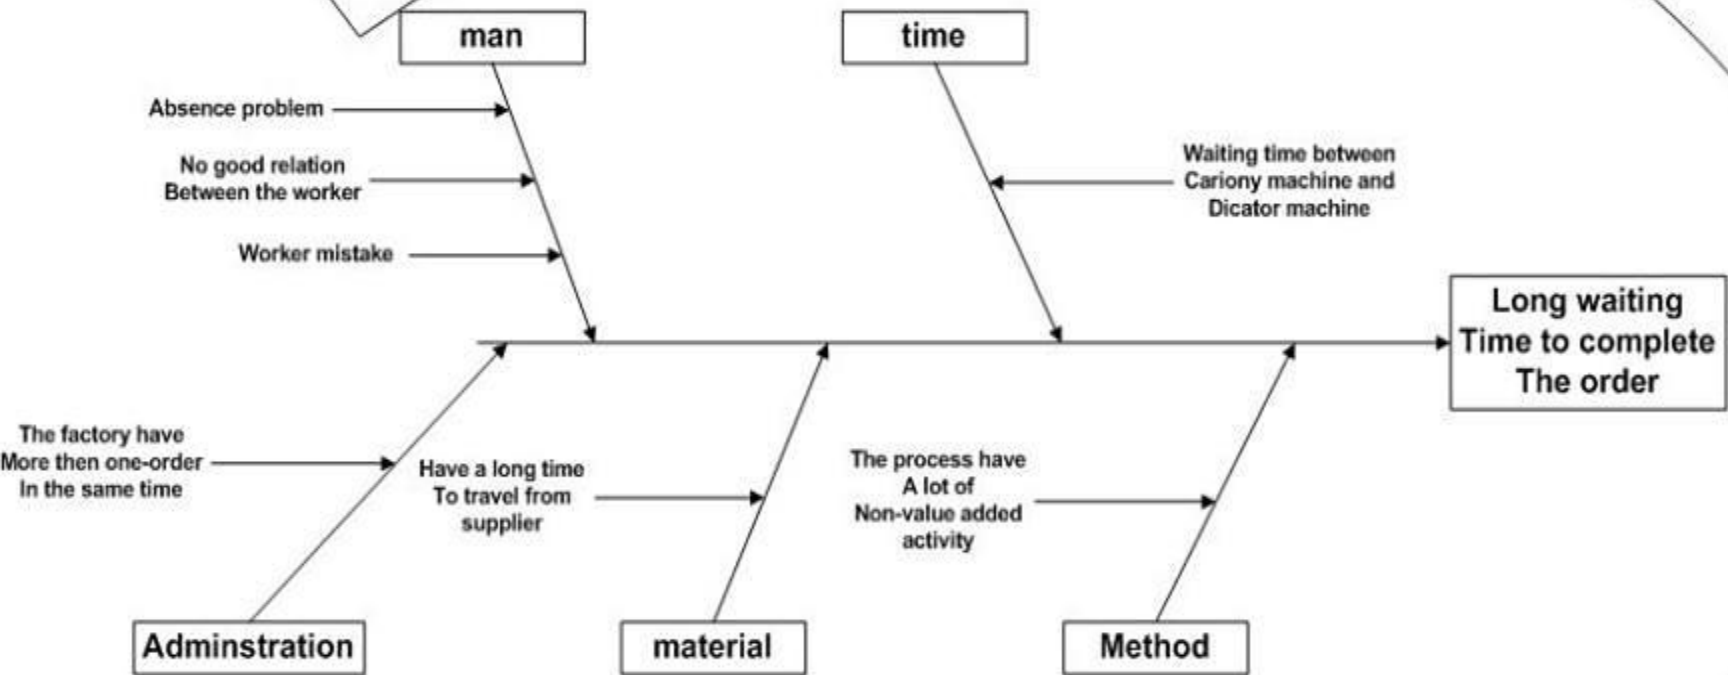 man
time
Absence problem
No good relation
Between the worker
Worker mistake
Waiting time between
Cariony machine and
Dicator machine
Long waiting
Time to complete
The order
The factory have
More then one-order
In the same time
Have a long time
To travel from
supplier
The process have
A lot of
Non-value added
activity
Adminstration
material
Method